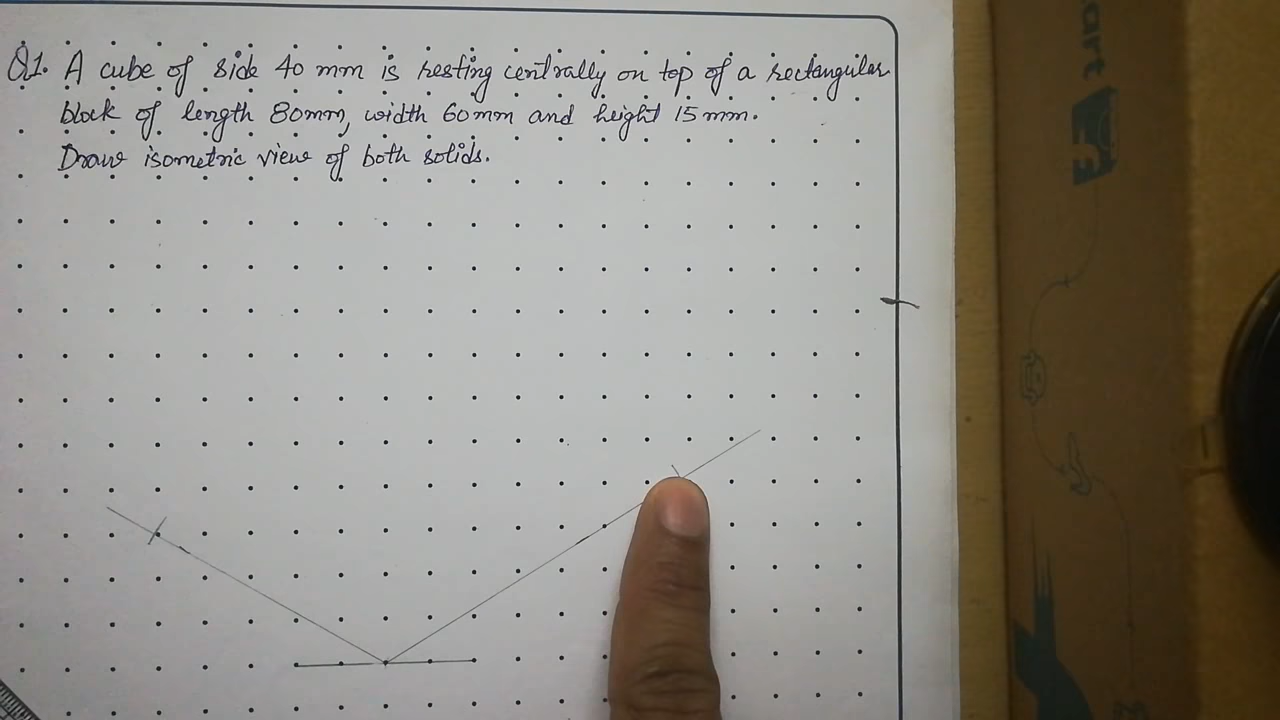 Q1. A cube of side 40 mm is resting centrally on top of a rectangular
block of length 80mm, width 60mm and height 15 mm.
Draw isometric view of both solids.
art